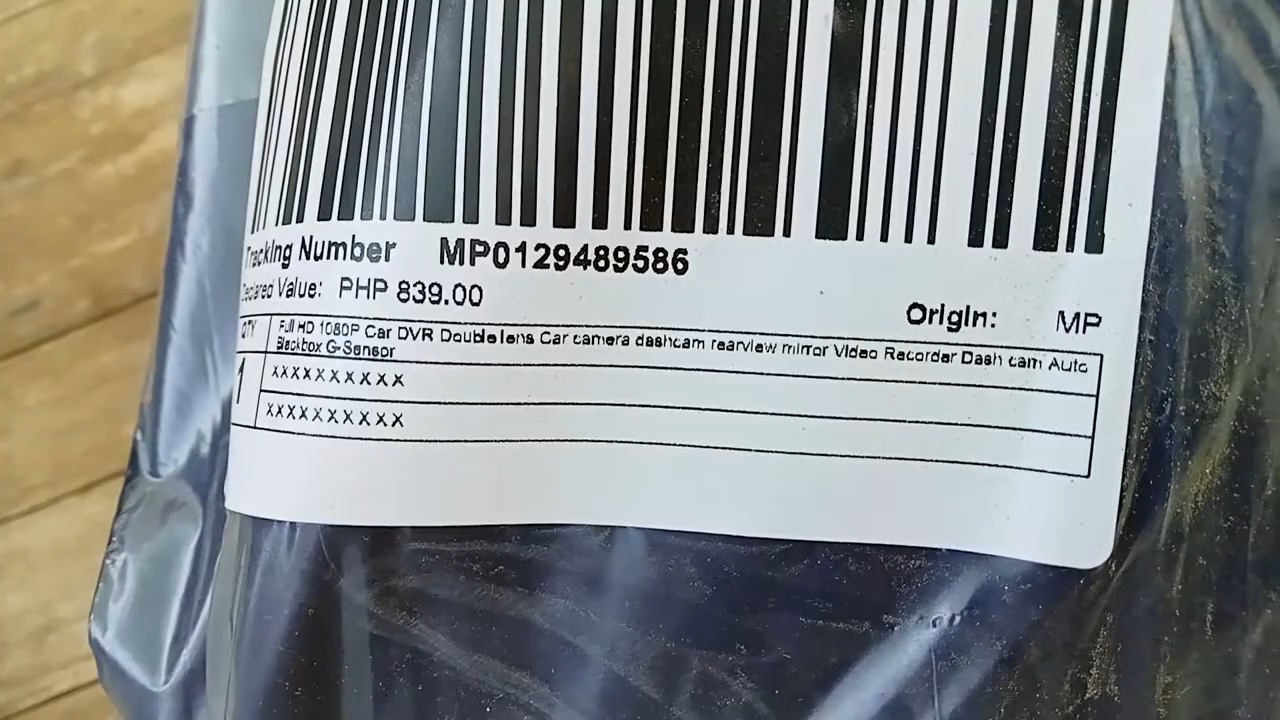 Tracking Number MP0129489586
Declared Value: PHP 839.00
Origin: MP
QTY
Full HD 1080P Car DVR Double lens Car camera dashcam rearview mirror Video Recorder Dash cam Auto
Blackbox G-Sensor
1
XXXXXXXXXX
XXXXXXXXXX